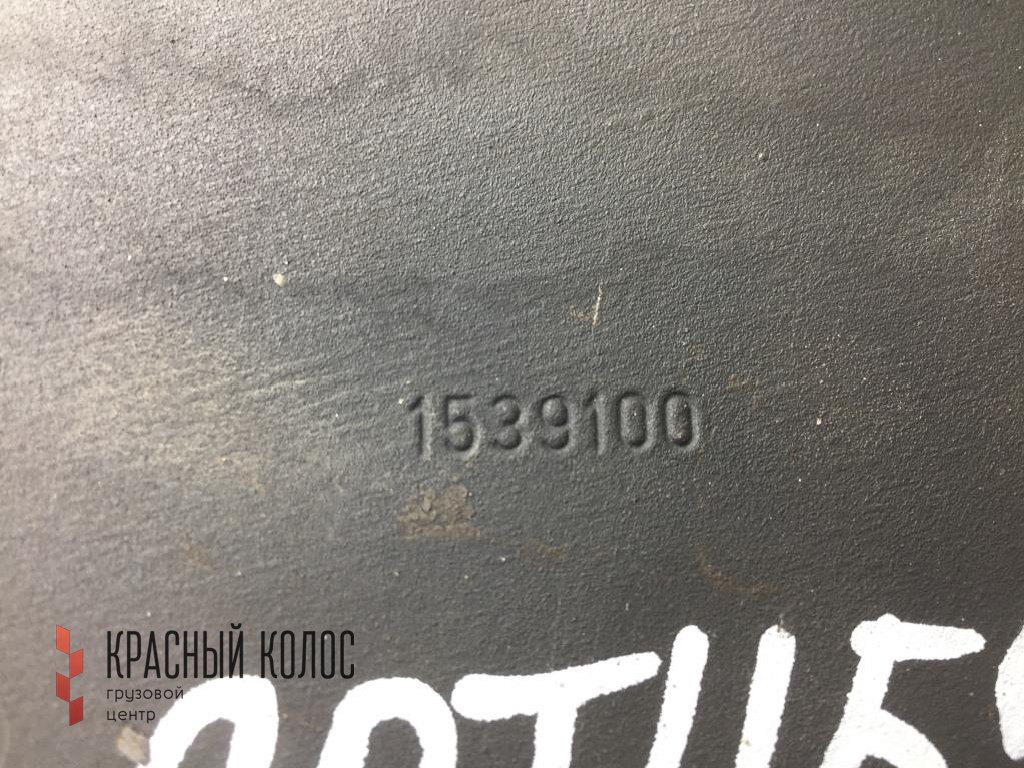 1539100
КРАСНЫЙ КОЛОС
грузовой
центр